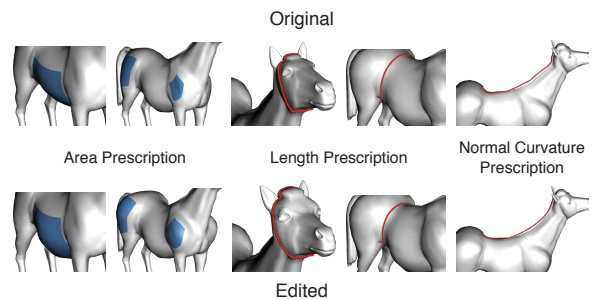 Original
Area Prescription
Length Prescription
Normal Curvature
Prescription
Edited